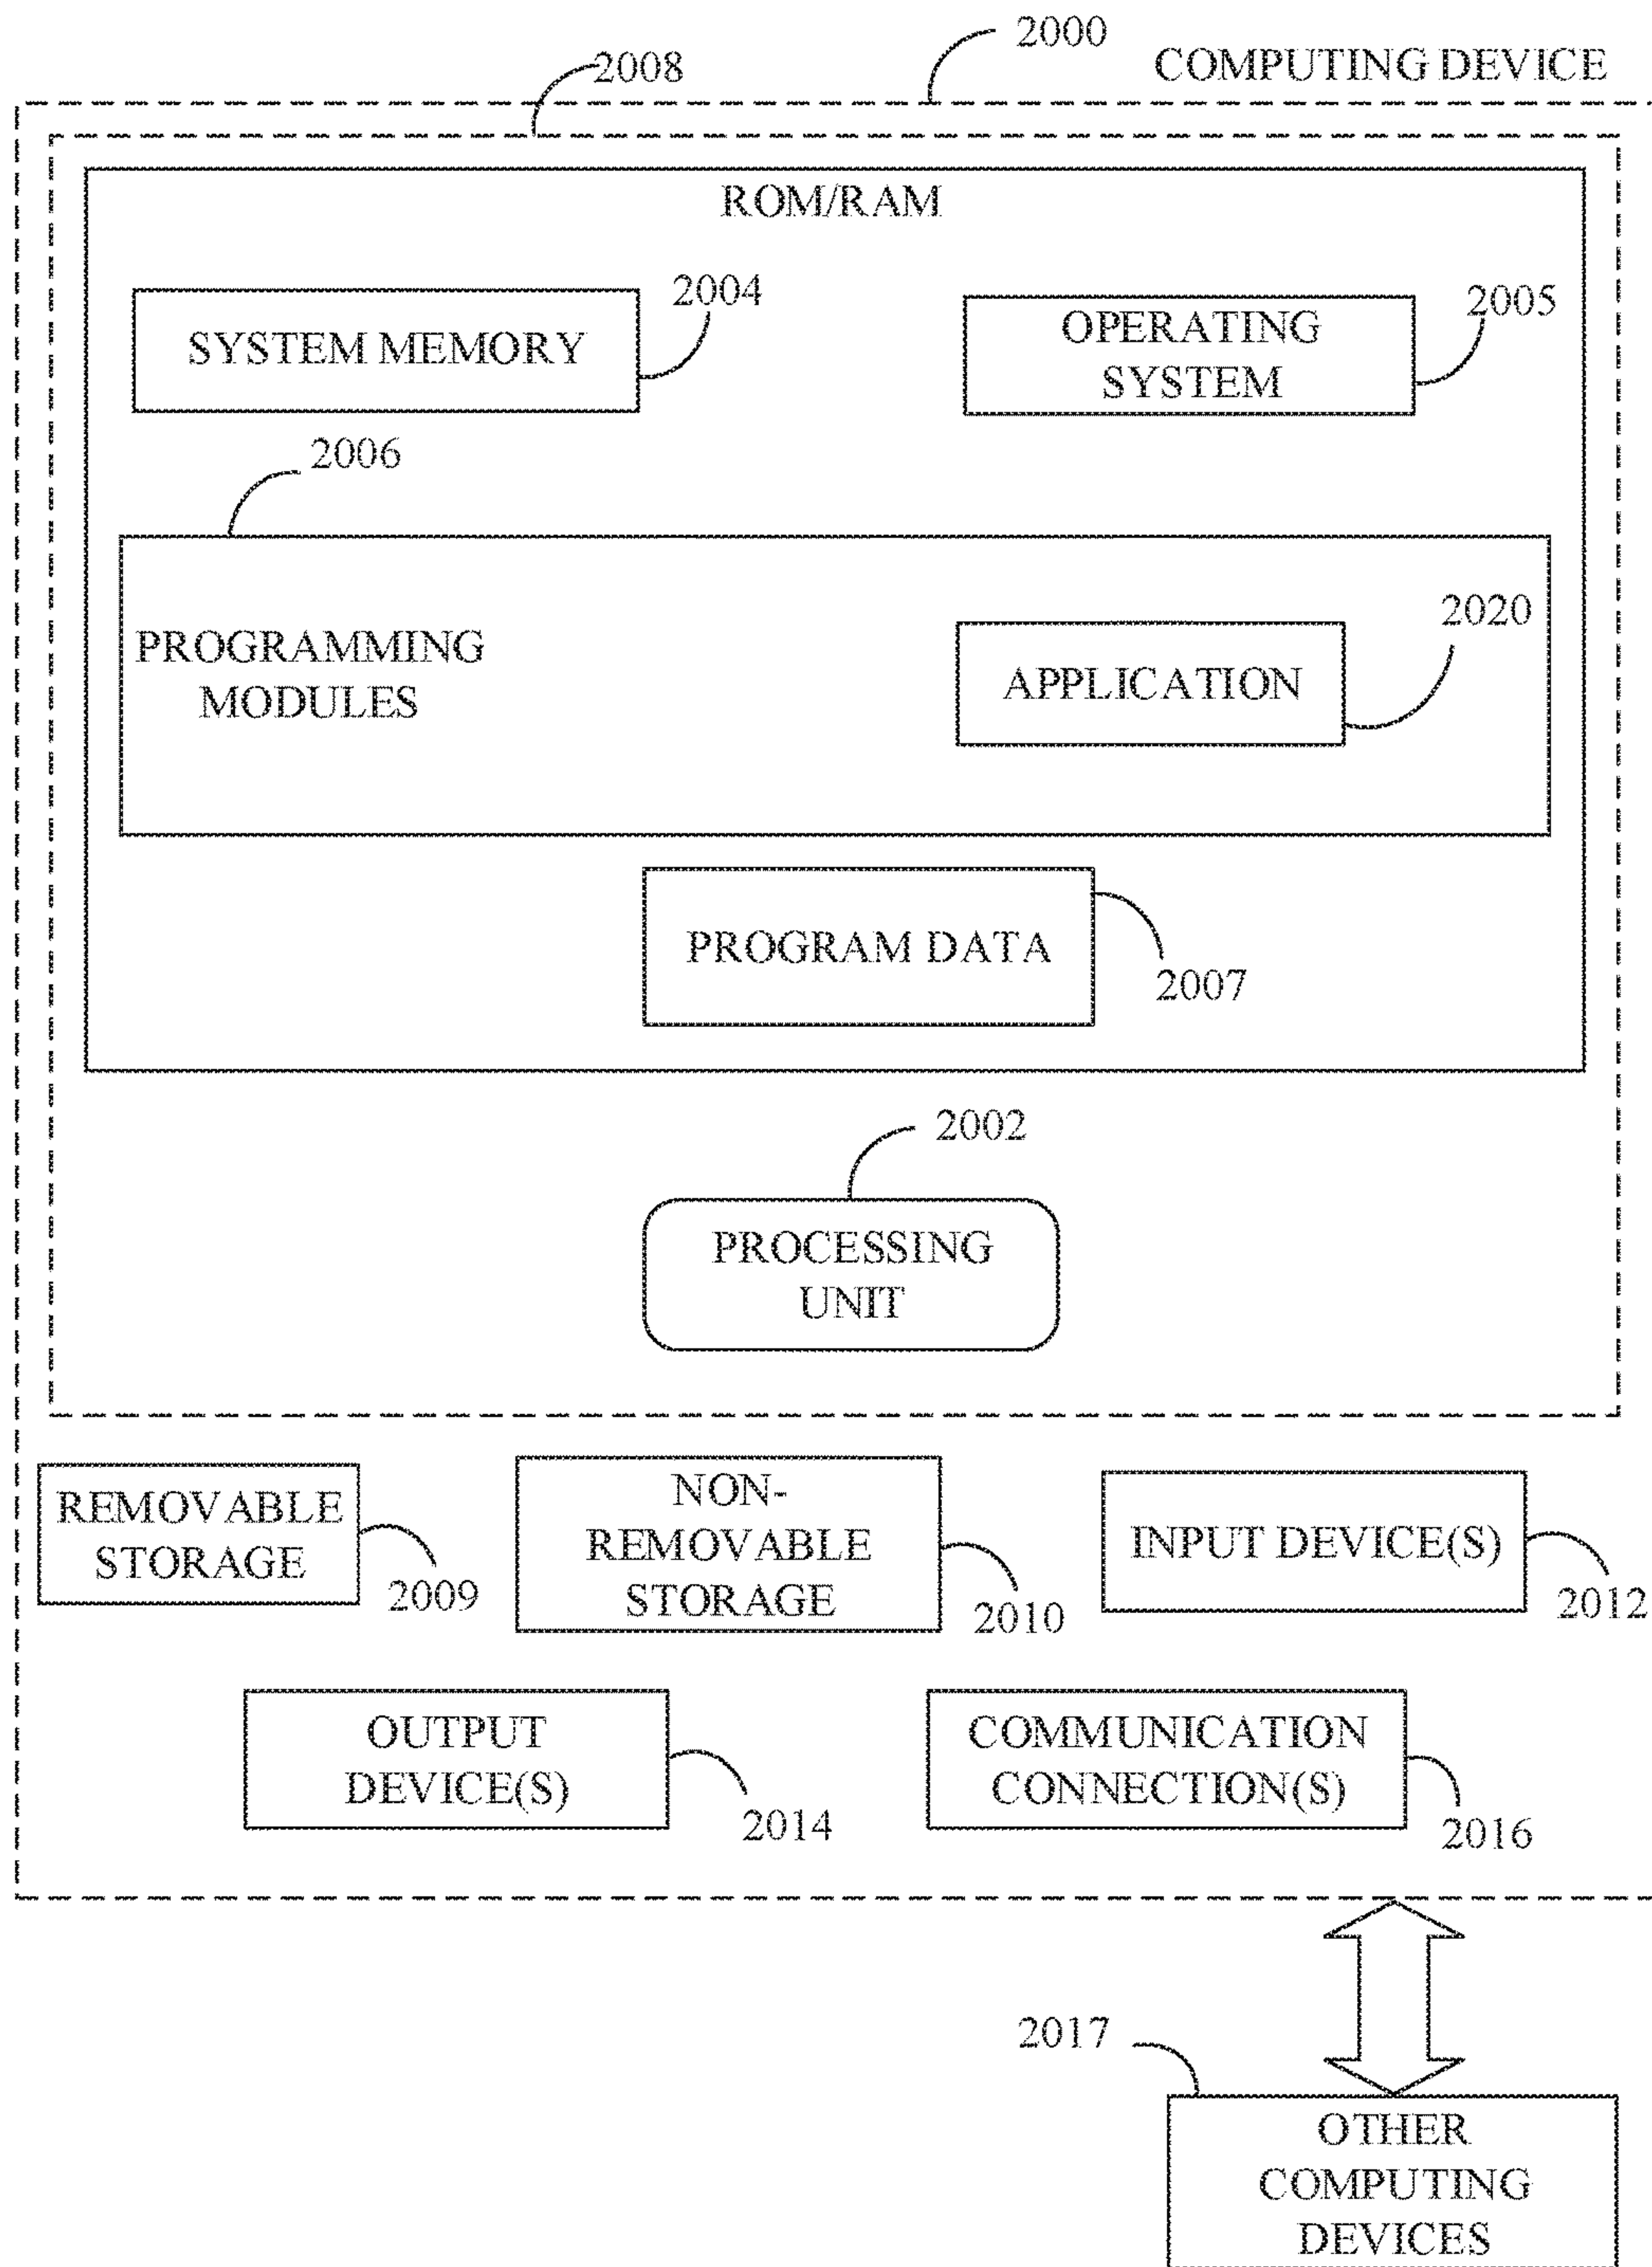 2000
COMPUTING DEVICE
2008
ROM/RAM
2004
SYSTEM MEMORY
2005
OPERATING
SYSTEM
2006
PROGRAMMING
MODULES
2020
APPLICATION
PROGRAM DATA
2007
2002
PROCESSING
UNIT
REMOVABLE
STORAGE
2009
NON-
REMOVABLE
STORAGE
2010
INPUT DEVICE(S)
2012
OUTPUT
DEVICE(S)
2014
COMMUNICATION
CONNECTION(S)
2016
2017
OTHER
COMPUTING
DEVICES